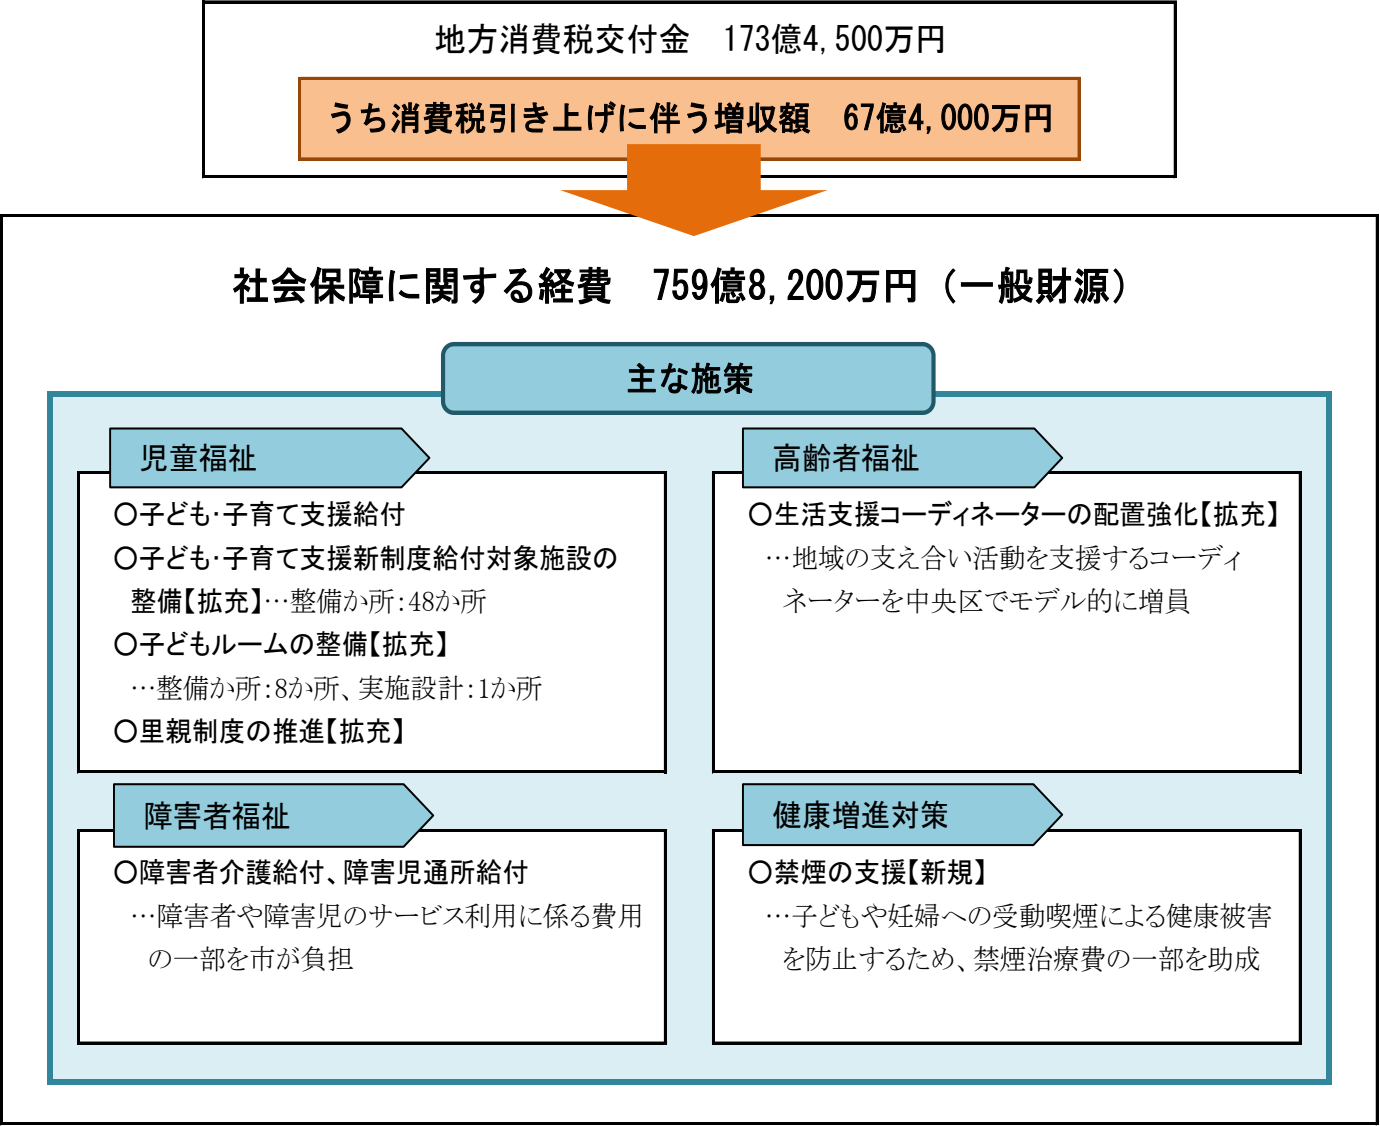 地方消費税交付金　173億4,500万円
うち消費税引き上げに伴う増収額　67億4,000万円
社会保障に関する経費　759億8,200万円（一般財源）
主な施策
児童福祉
○子ども・子育て支援給付
○子ども・子育て支援新制度給付対象施設の
整備【拡充】…整備か所：48か所
○子どもルームの整備【拡充】
…整備か所：8か所、実施設計：1か所
○里親制度の推進【拡充】
高齢者福祉
○生活支援コーディネーターの配置強化【拡充】
…地域の支え合い活動を支援するコーディ
ネーターを中央区でモデル的に増員
障害者福祉
○障害者介護給付、障害児通所給付
…障害者や障害児のサービス利用に係る費用
の一部を市が負担
健康増進対策
○禁煙の支援【新規】
…子どもや妊婦への受動喫煙による健康被害
を防止するため、禁煙治療費の一部を助成